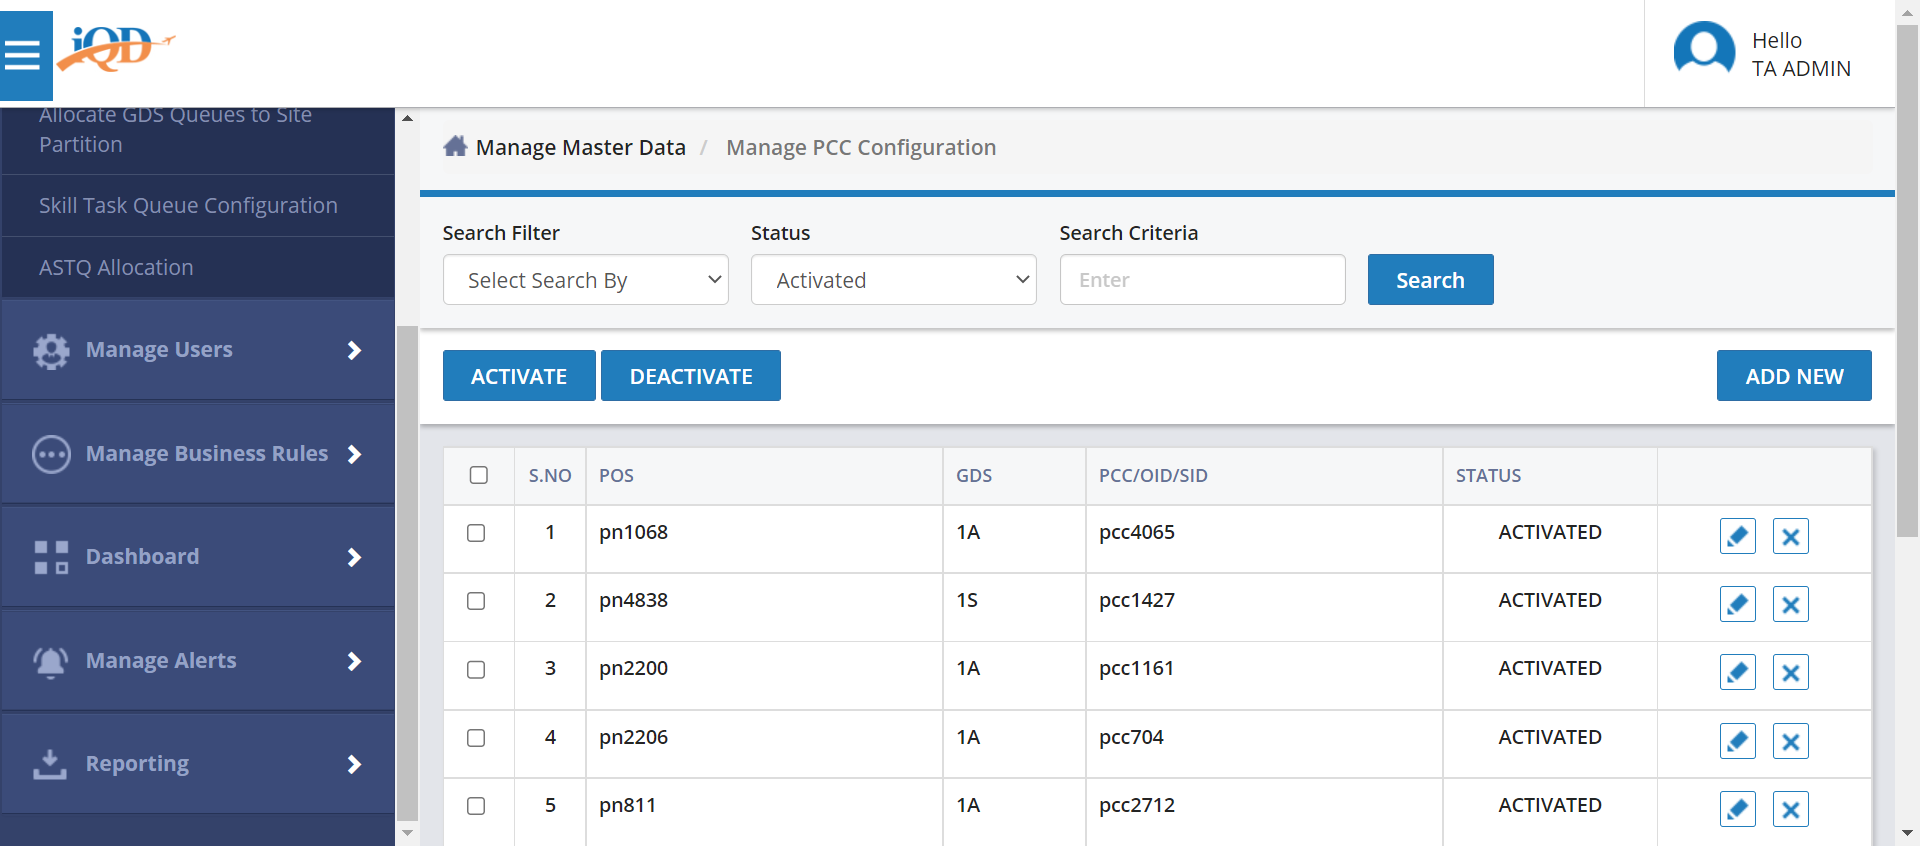 iQD
Hello
TA ADMIN
Allocate GDS Queues to Site
Partition
Skill Task Queue Configuration
ASTQ Allocation
Manage Users
Manage Business Rules
Dashboard
Manage Alerts
Reporting
Manage Master Data / Manage PCC Configuration
Search Filter Status Search Criteria
Select Search By Activated Enter Search
ACTIVATE DEACTIVATE ADD NEW
S.NO POS GDS PCC/OID/SID STATUS
1 pn1068 1A pcc4065 ACTIVATED
2 pn4838 1S pcc1427 ACTIVATED
3 pn2200 1A pcc1161 ACTIVATED
4 pn2206 1A pcc704 ACTIVATED
5 pn811 1A pcc2712 ACTIVATED